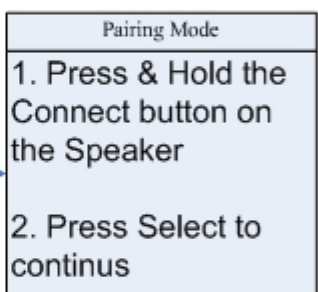 Pairing Mode
1. Press & Hold the
Connect button on
the Speaker
2. Press Select to
continus